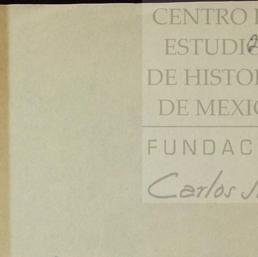 CENTRO
ESTUDI
DE HISTO
DE MEXIC
FUNDAC
Carlos